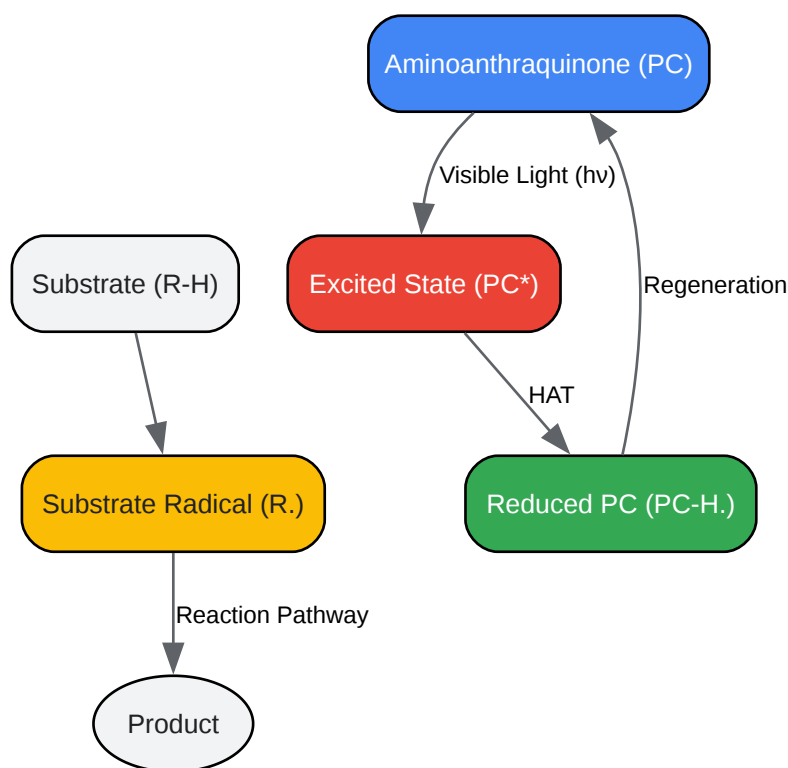 Aminoanthraquinone (PC)
Visible Light (hν)
Substrate (R-H)
Excited State (PC*)
Regeneration
HAT
Substrate Radical (R.)
Reduced PC (PC-H.)
Reaction Pathway
Product